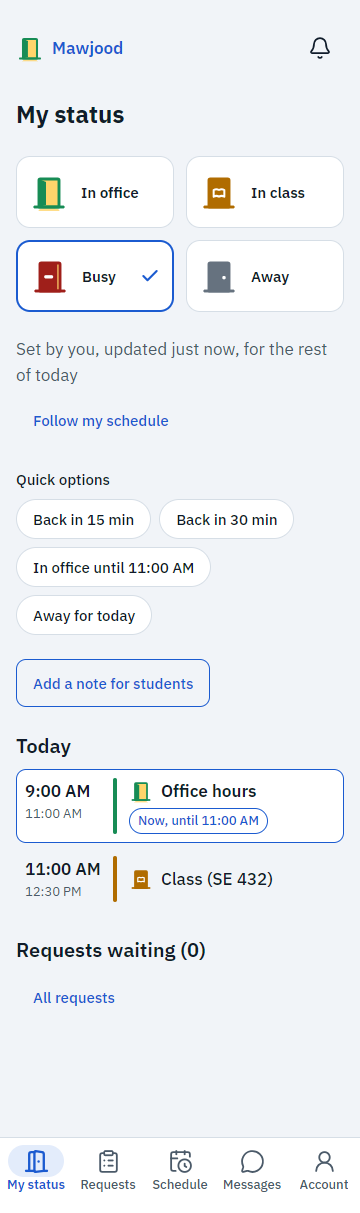 Mawjood
My status
In office
In class
Busy
Away
Set by you, updated just now, for the rest
of today
Follow my schedule
Quick options
Back in 15 min
Back in 30 min
In office until 11:00 AM
Away for today
Add a note for students
Today
9:00 AM
Office hours
11:00 AM
Now, until 11:00 AM
11:00 AM
Class (SE 432)
12:30 PM
Requests waiting (0)
All requests
My status
Requests
Schedule
Messages
Account